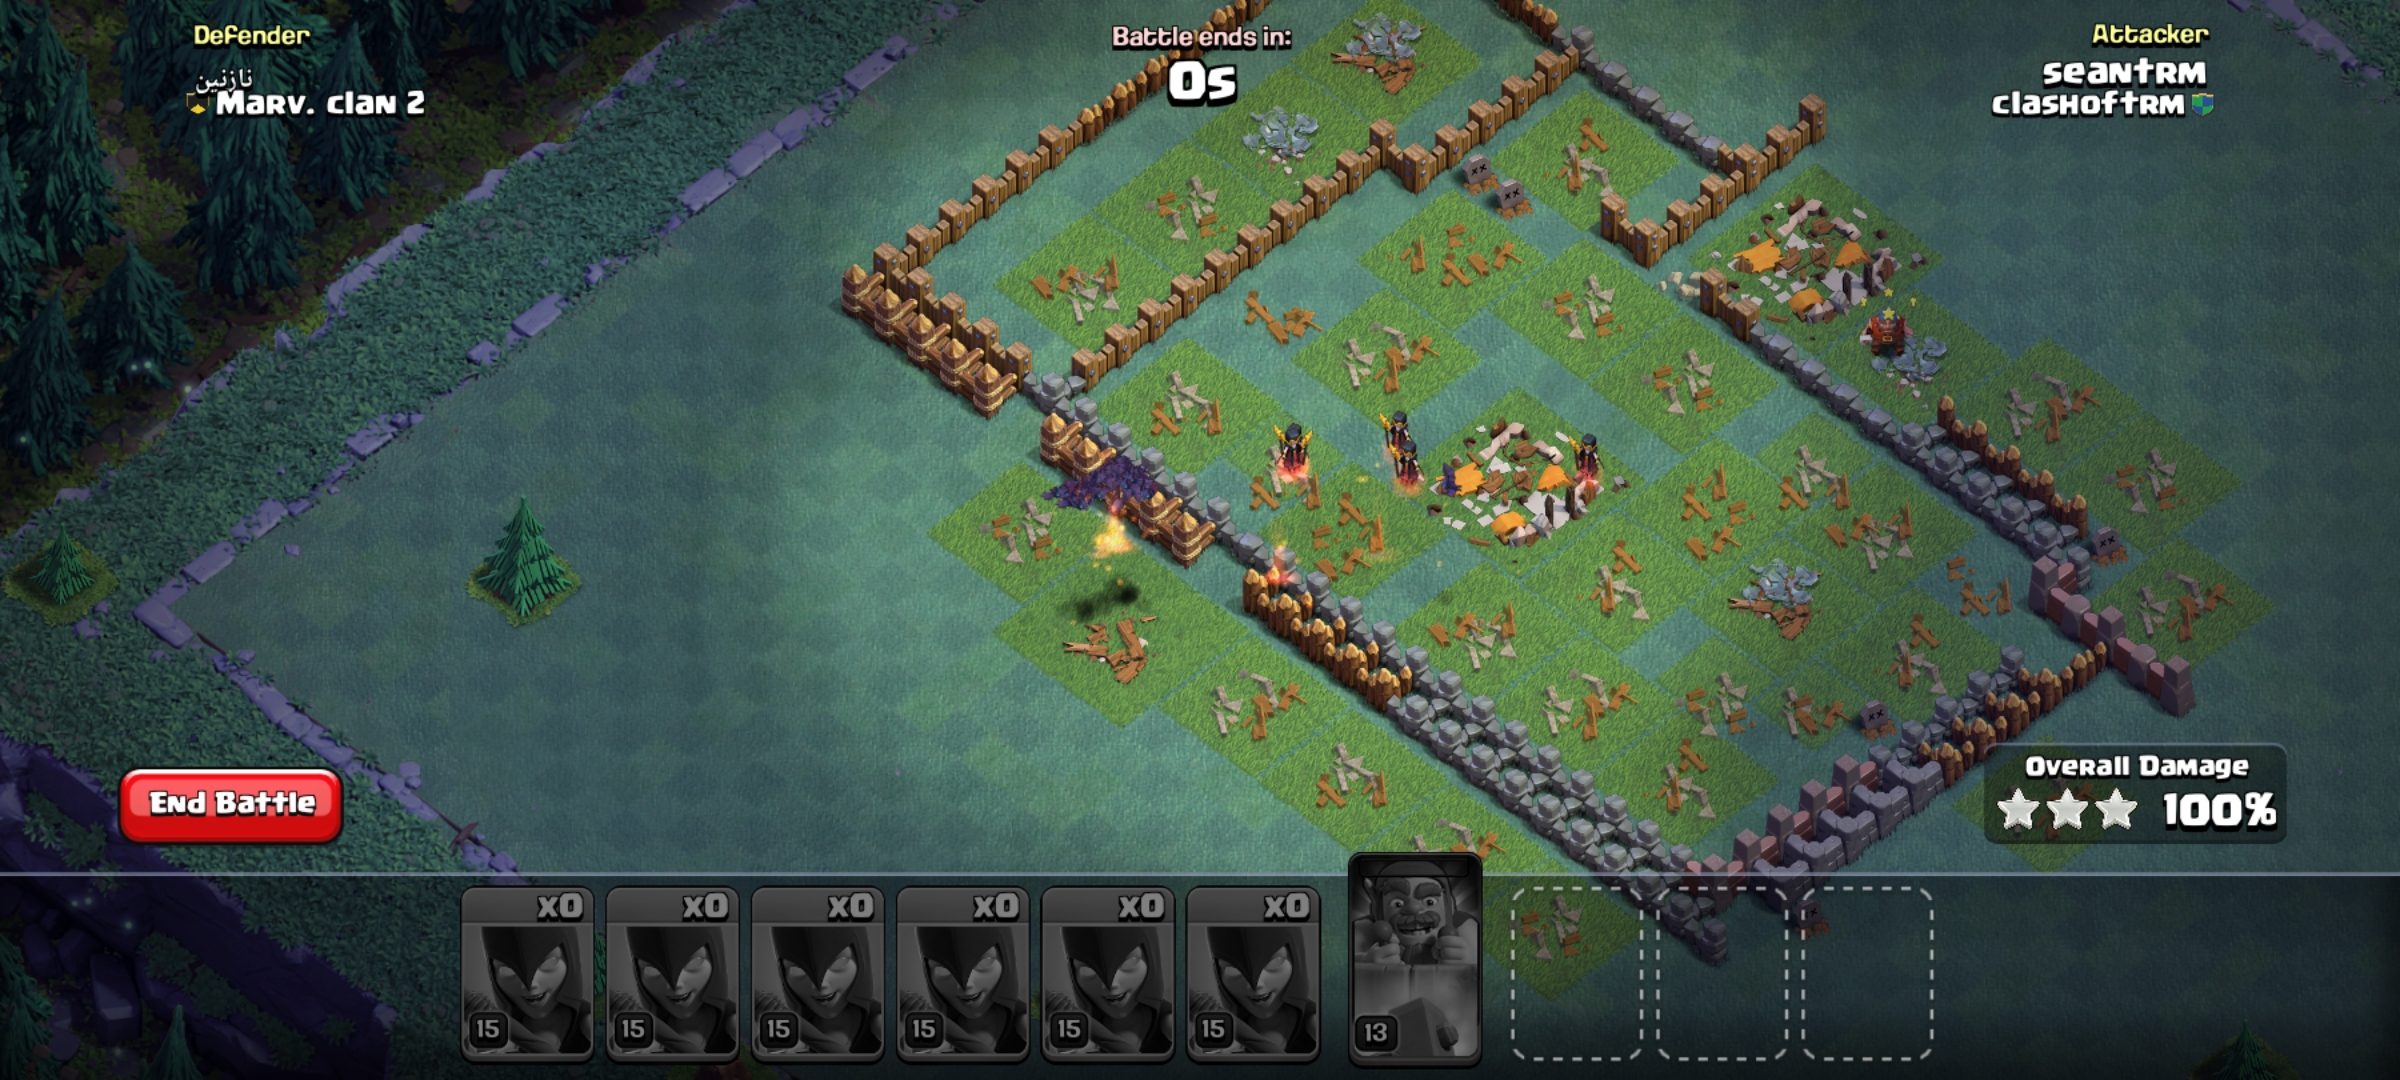 Defender
نازنین
Marv. clan 2
Battle ends in:
0s
Attacker
seantRM
clashoftRM
End Battle
Overall Damage
100%
x0
x0
x0
x0
x0
x0
15
15
15
15
15
15
13